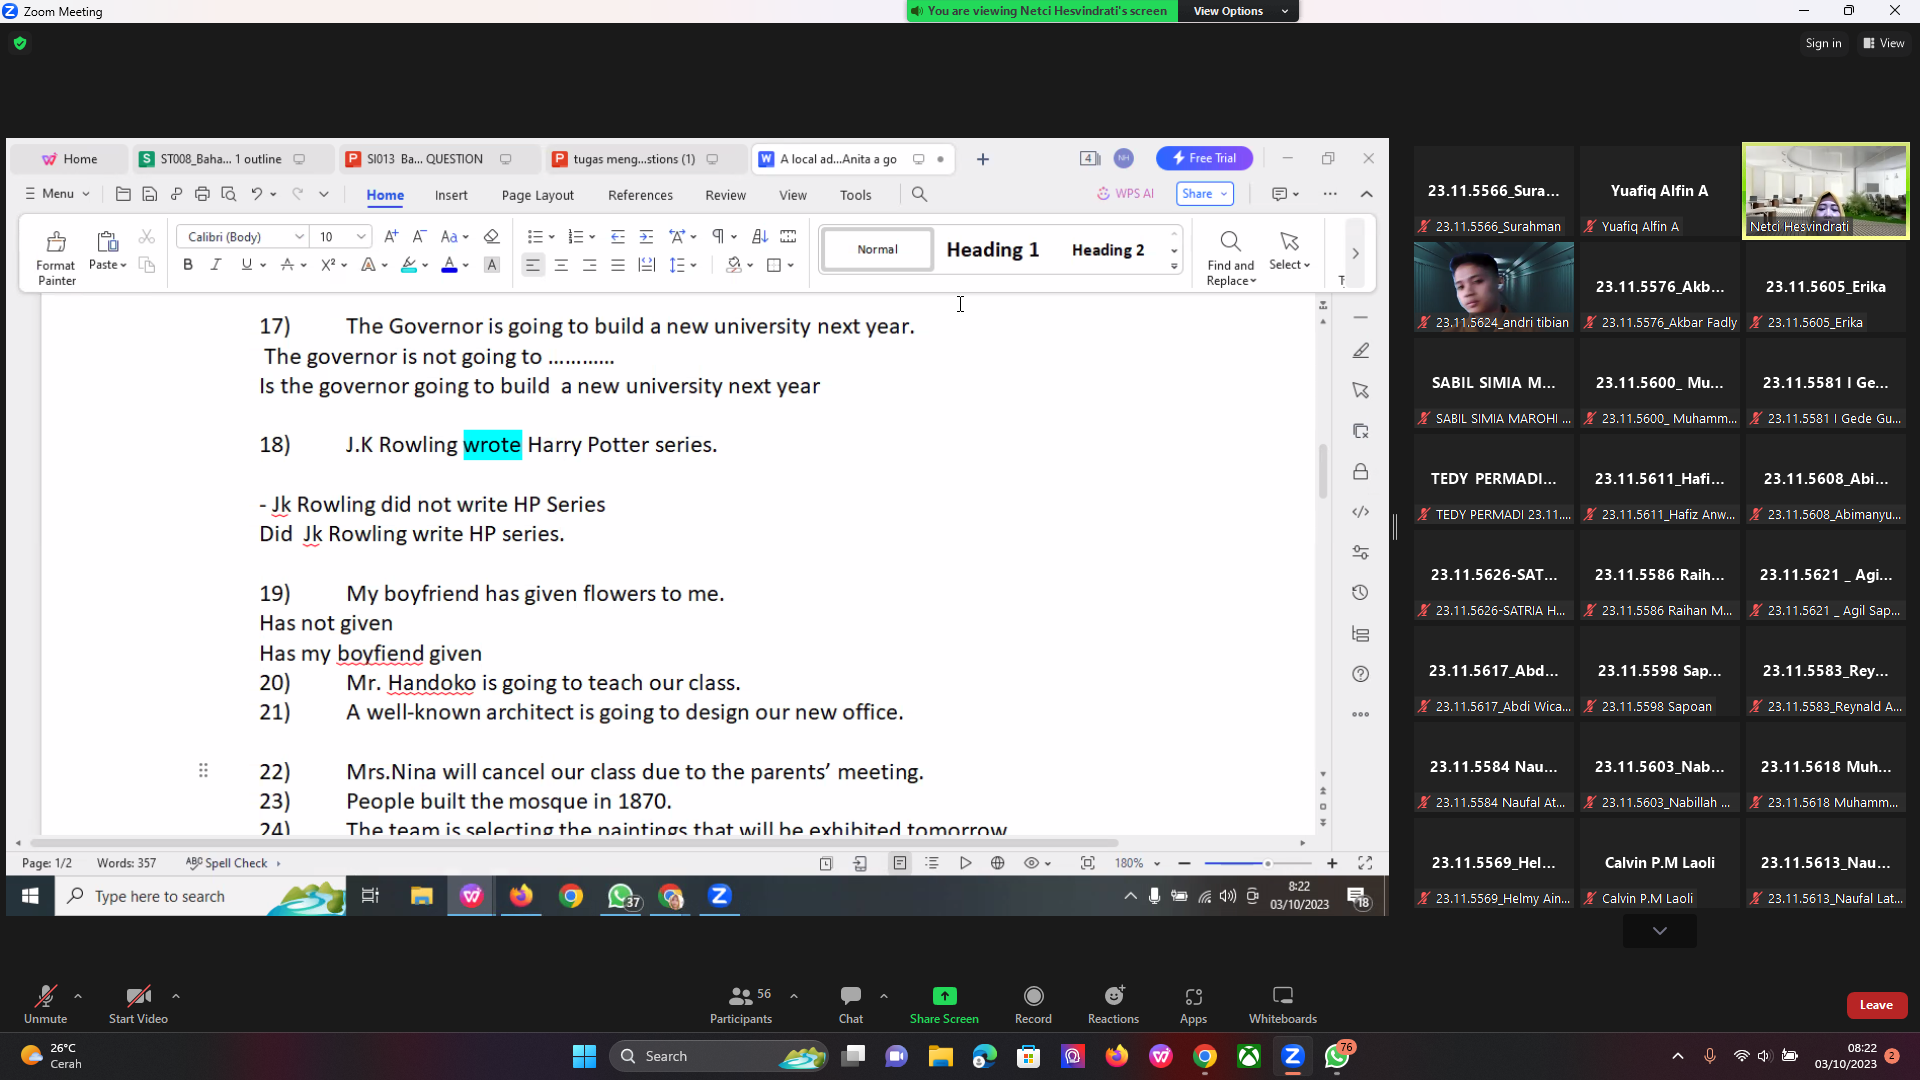 Zoom Meeting
You are viewing Netci Hesvindrati's screen
View Options
Sign in
View
Home
ST008_Baha... 1 outline
SI013 Ba... QUESTION
tugas meng...stions (1)
A local ad...Anita a go
4
NH
Free Trial
Menu
Home
Insert
Page Layout
References
Review
View
Tools
WPS AI
Share
Format Painter
Paste
Calibri (Body)
10
Normal
Heading 1
Heading 2
Find and Replace
Select
17) The Governor is going to build a new university next year.
The governor is not going to ............
Is the governor going to build a new university next year
18) J.K Rowling wrote Harry Potter series.
- Jk Rowling did not write HP Series
Did Jk Rowling write HP series.
19) My boyfriend has given flowers to me.
Has not given
Has my boyfiend given
20) Mr. Handoko is going to teach our class.
21) A well-known architect is going to design our new office.
22) Mrs.Nina will cancel our class due to the parents’ meeting.
23) People built the mosque in 1870.
24) The team is selecting the paintings that will be exhibited tomorrow
Page: 1/2
Words: 357
Spell Check
180%
Type here to search
37
8:22
03/10/2023
18
23.11.5566_Sura...
23.11.5566_Surahman
Yuafiq Alfin A
Yuafiq Alfin A
Netci Hesvindrati
23.11.5624_andri tibian
23.11.5576_Akb...
23.11.5576_Akbar Fadly
23.11.5605_Erika
23.11.5605_Erika
SABIL SIMIA M...
SABIL SIMIA MAROHI ...
23.11.5600_ Mu...
23.11.5600_ Muhamm...
23.11.5581 I Ge...
23.11.5581 I Gede Gu...
TEDY PERMADI...
TEDY PERMADI 23.11....
23.11.5611_Hafi...
23.11.5611_Hafiz Anw...
23.11.5608_Abi...
23.11.5608_Abimanyu...
23.11.5626-SAT...
23.11.5626-SATRIA H...
23.11.5586 Raih...
23.11.5586 Raihan M...
23.11.5621 _ Agi...
23.11.5621 _ Agil Sap...
23.11.5617_Abd...
23.11.5617_Abdi Wica...
23.11.5598 Sap...
23.11.5598 Sapoan
23.11.5583_Rey...
23.11.5583_Reynald A...
23.11.5584 Nau...
23.11.5584 Naufal At...
23.11.5603_Nab...
23.11.5603_Nabillah ...
23.11.5618 Muh...
23.11.5618 Muhamm...
23.11.5569_Hel...
23.11.5569_Helmy Ain...
Calvin P.M Laoli
Calvin P.M Laoli
23.11.5613_Nau...
23.11.5613_Naufal Lat...
Unmute
Start Video
56
Participants
Chat
Share Screen
Record
Reactions
Apps
Whiteboards
Leave
26°C
Cerah
Search
76
08:22
03/10/2023
2